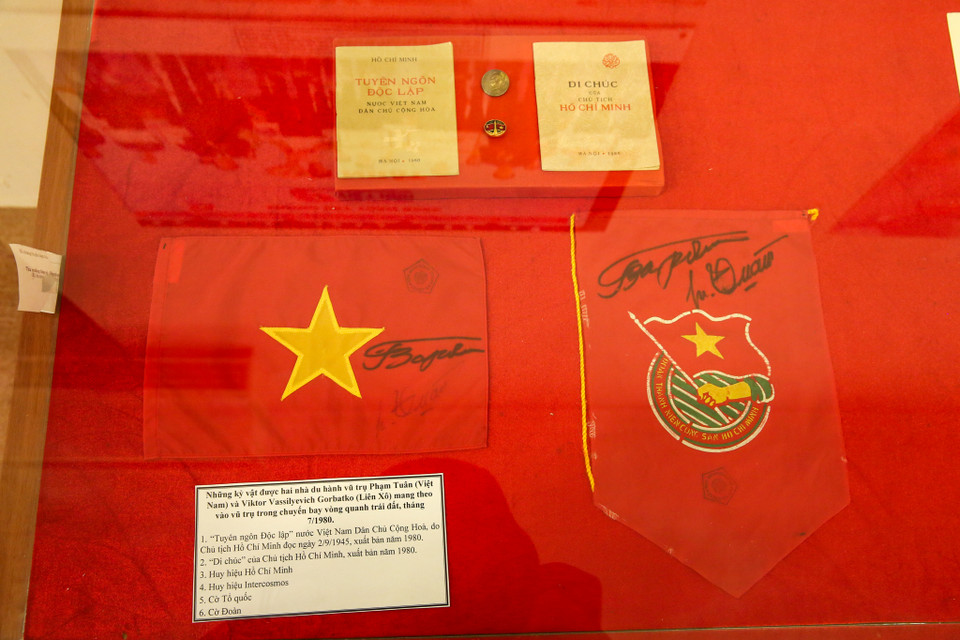 HỒ CHÍ MINH
TUYÊN NGÔN
ĐỘC LẬP
NƯỚC VIỆT NAM
DÂN CHỦ CỘNG HÒA
HÀ NỘI • 1980
DI CHÚC
CỦA
CHỦ TỊCH
HỒ CHÍ MINH
HÀ NỘI • 1980
ĐOÀN THANH NIÊN CỘNG SẢN HỒ CHÍ MINH
Những kỷ vật được hai nhà du hành vũ trụ Phạm Tuân (Việt
Nam) và Viktor Vassilyevich Gorbatko (Liên Xô) mang theo
vào vũ trụ trong chuyến bay vòng quanh trái đất, tháng
7/1980.
1. “Tuyên ngôn Độc lập” nước Việt Nam Dân Chủ Cộng Hoà, do
Chủ tịch Hồ Chí Minh đọc ngày 2/9/1945, xuất bản năm 1980.
2. “Di chúc” của Chủ tịch Hồ Chí Minh, xuất bản năm 1980.
3. Huy hiệu Hồ Chí Minh
4. Huy hiệu Intercosmos
5. Cờ Tổ quốc
6. Cờ Đoàn